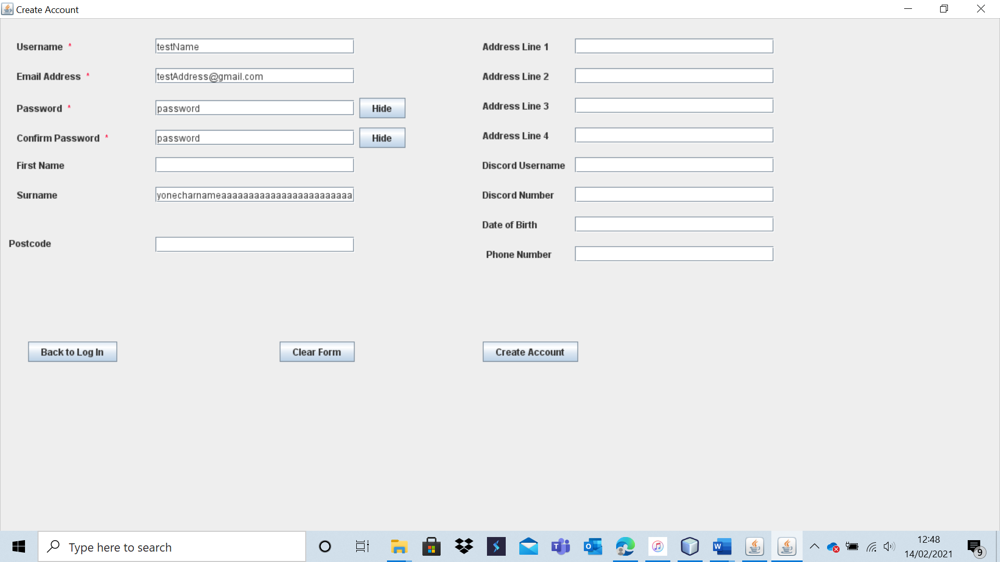 Create Account
Username *
testName
Email Address *
testAddress@gmail.com
Password *
password
Hide
Confirm Password *
password
Hide
First Name
Surname
yonecharnameaaaaaaaaaaaaaaaaaaaaaaaa
Postcode
Address Line 1
Address Line 2
Address Line 3
Address Line 4
Discord Username
Discord Number
Date of Birth
Phone Number
Back to Log In
Clear Form
Create Account
Type here to search
12:48
14/02/2021
9